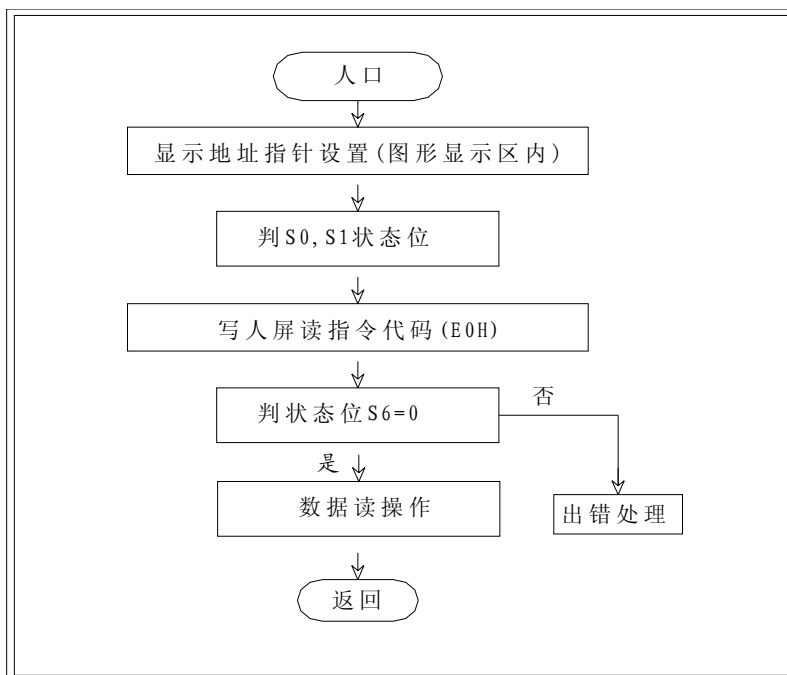 人口
显示地址指针设置(图形显示区内)
判S0,S1状态位
写人屏读指令代码(E0H)
判状态位S6=0
否
是
数据读操作
出错处理
返回